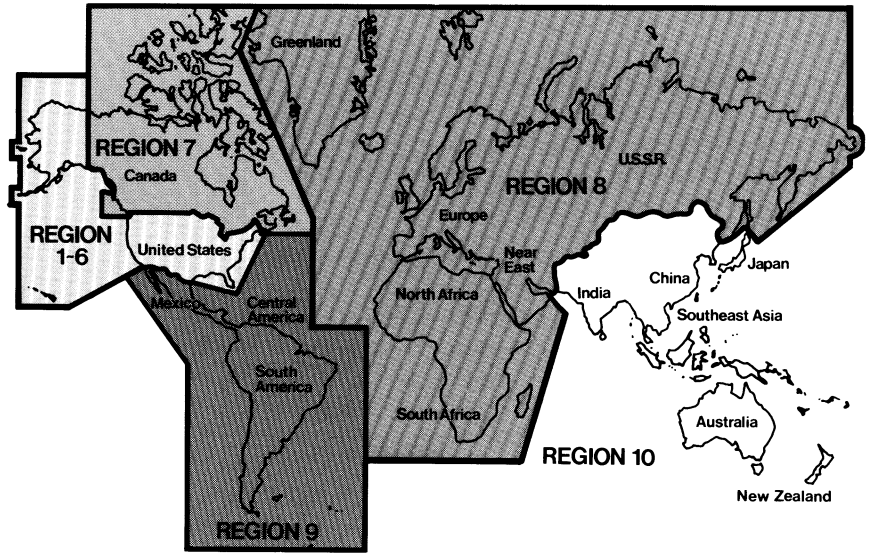 Greenland
REGION 7
Canada
U.S.S.R.
REGION 8
Europe
REGION
1-6
United States
Near
East
Japan
China
India
North Africa
Mexico
Central
America
Southeast Asia
South
America
South Africa
Australia
REGION 10
New Zealand
REGION 9